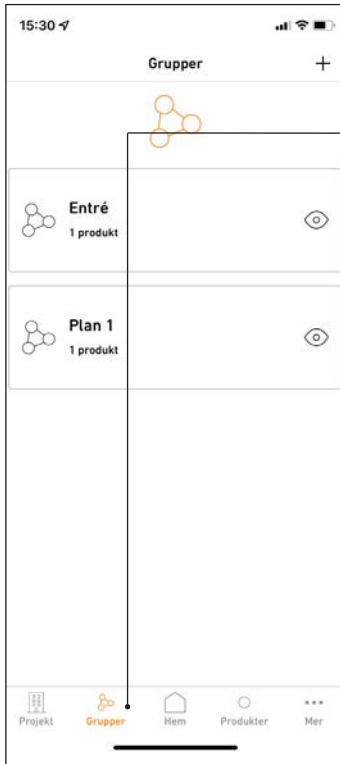 15:30
Grupper
Entré
1 produkt
Plan 1
1 produkt
Projekt Grupper Hem Produkter Mer